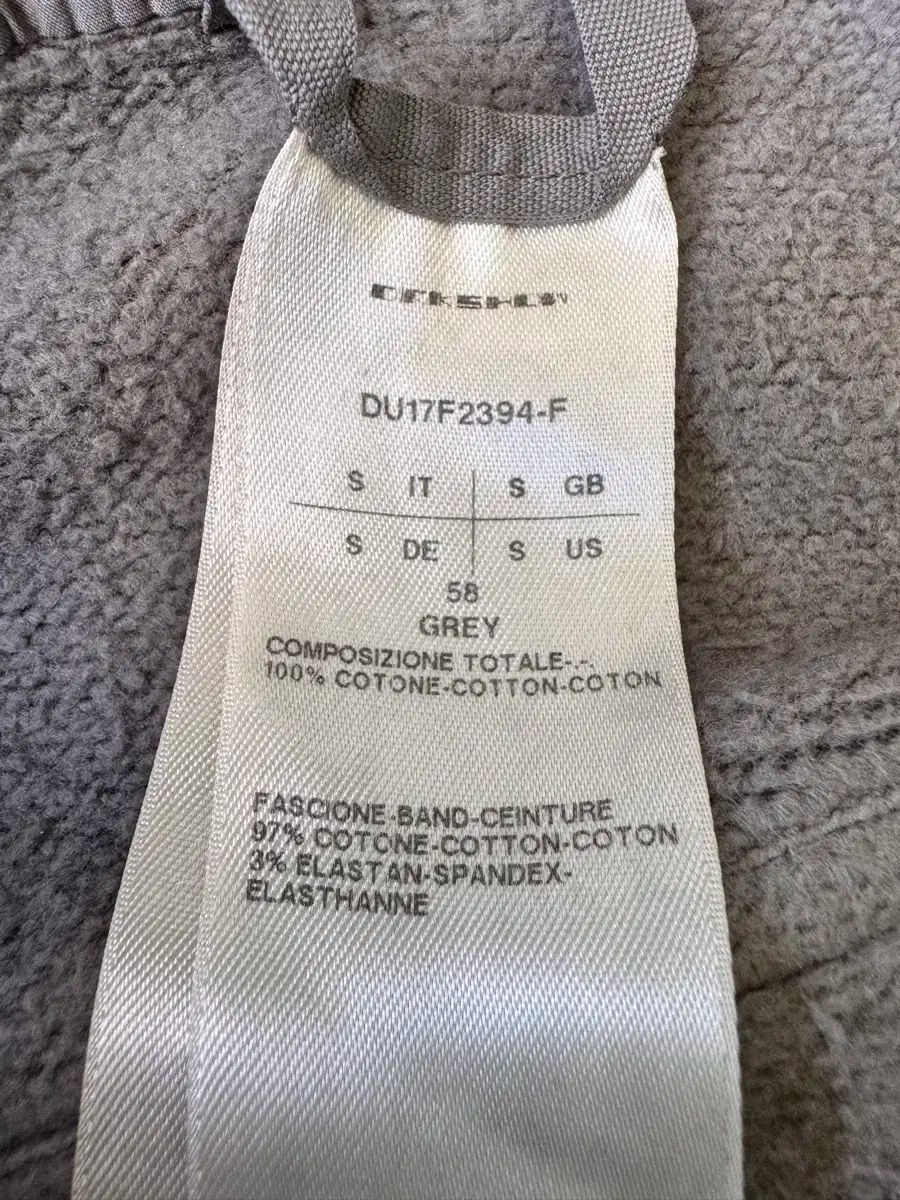 DRKSHDW
DU17F2394-F
S IT S GB
S DE S US
58
GREY
COMPOSIZIONE TOTALE-.-.
100% COTONE-COTTON-COTON
FASCIONE-BAND-CEINTURE
97% COTONE-COTTON-COTON
3% ELASTAN-SPANDEX-
ELASTHANNE